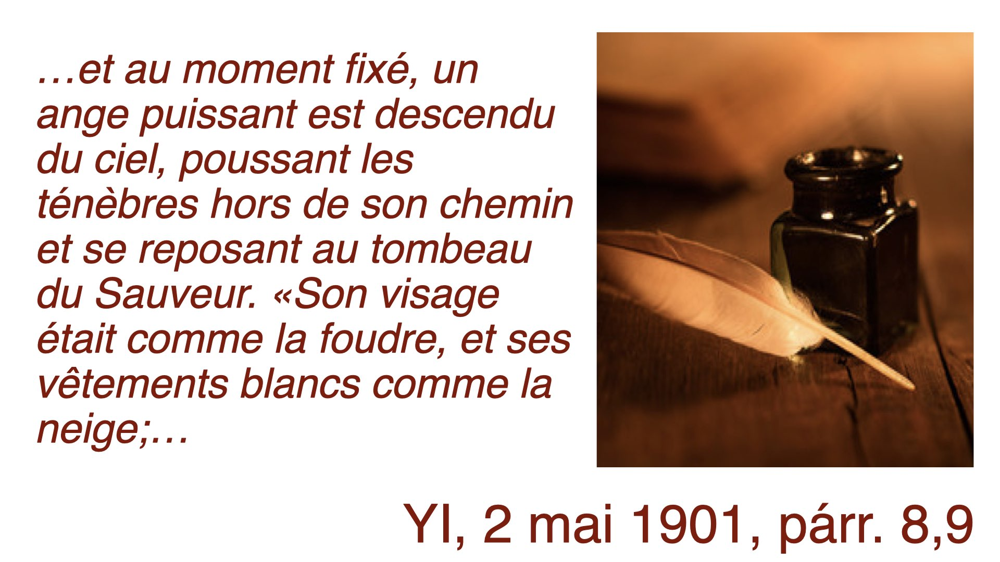 …et au moment fixé, un
ange puissant est descendu
du ciel, poussant les
ténèbres hors de son chemin
et se reposant au tombeau
du Sauveur. «Son visage
était comme la foudre, et ses
vêtements blancs comme la
neige;…
YI, 2 mai 1901, párr. 8,9